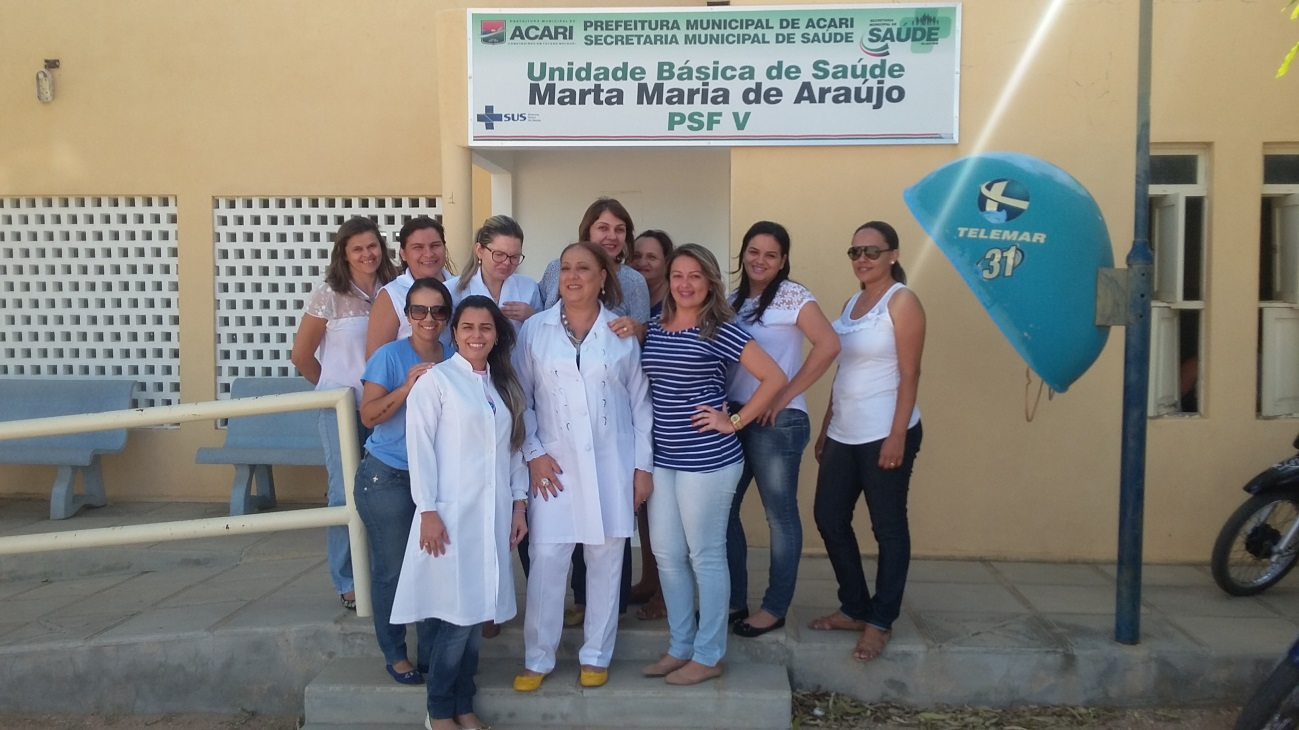 ACARI
PREFEITURA MUNICIPAL DE ACARI
SECRETARIA MUNICIPAL DE SAÚDE
SAÚDE
Unidade Básica de Saúde
Marta Maria de Araújo
SUS
PSF V
TELEMAR
31